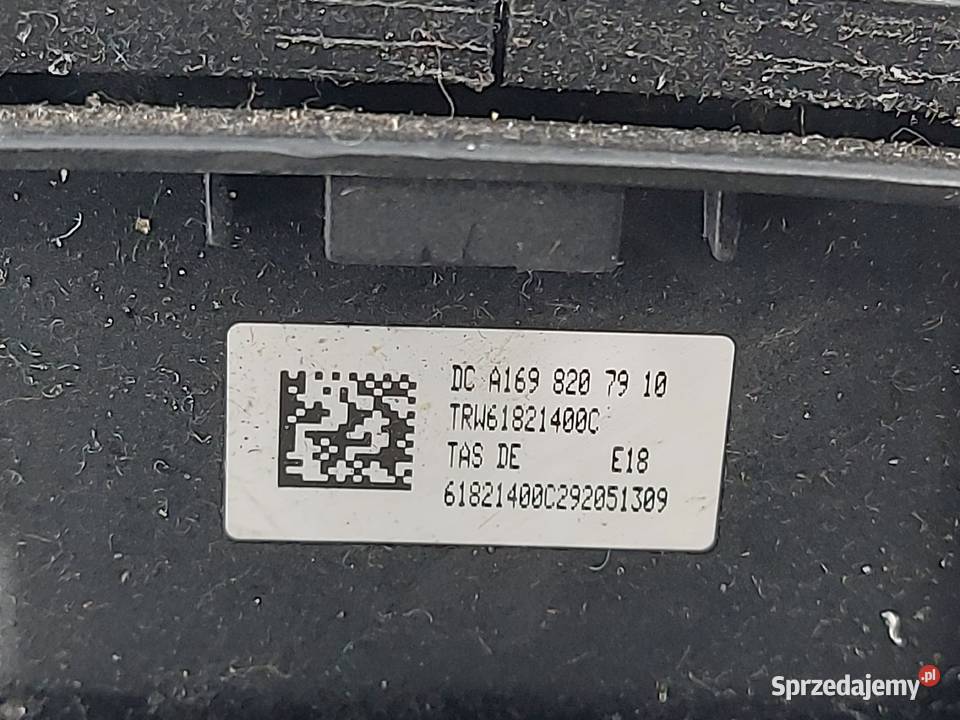 DC A169 820 79 10
TRW61821400C
TAS DE E18
61821400C292051309
Sprzedajemy.pl